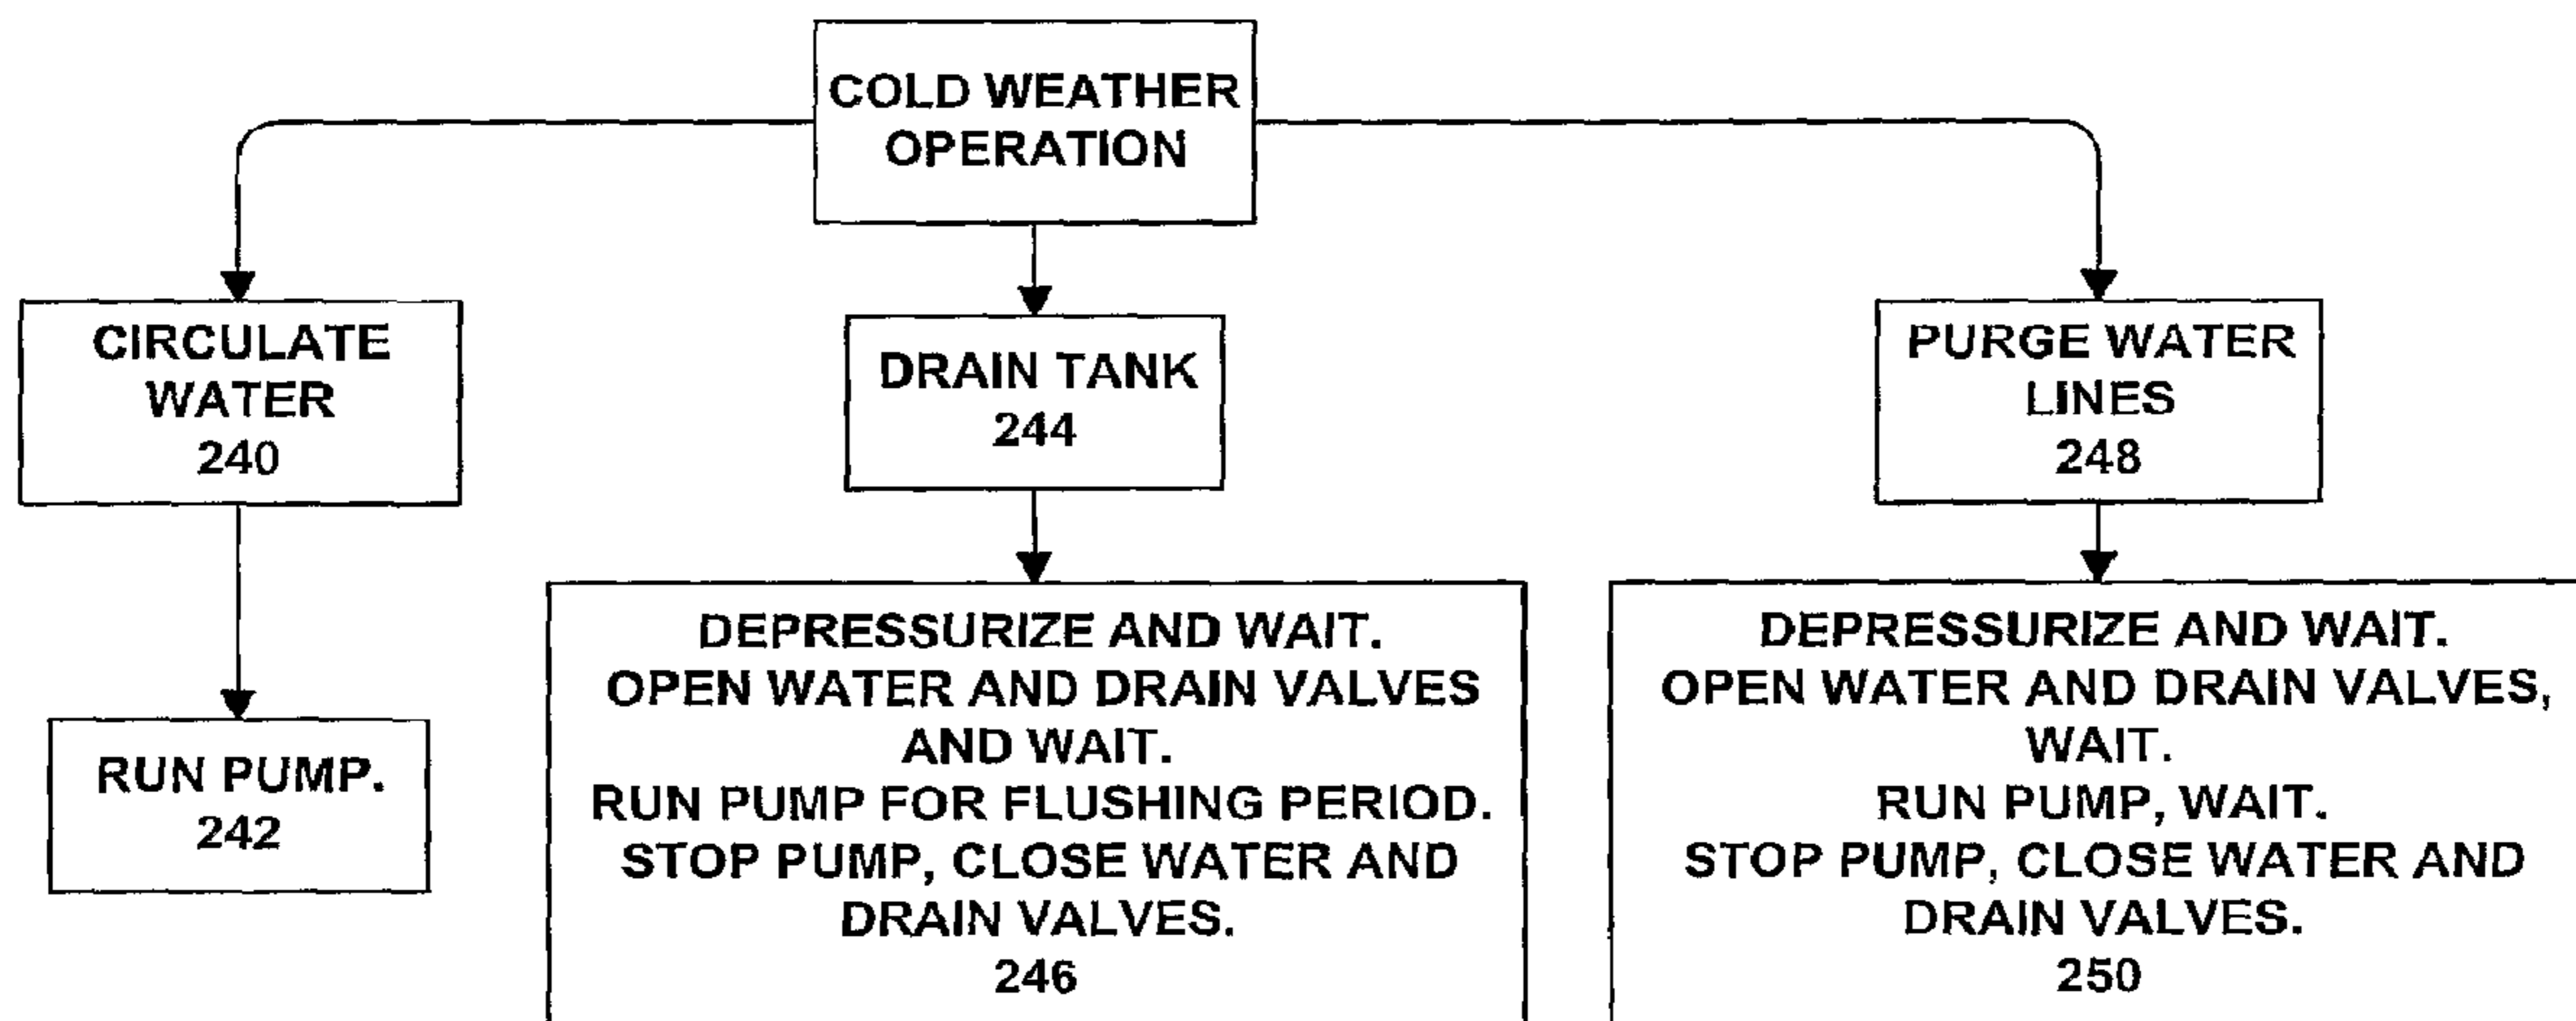 COLD WEATHER
OPERATION
CIRCULATE
WATER
240
DRAIN TANK
244
PURGE WATER
LINES
248
RUN PUMP.
242
DEPRESSURIZE AND WAIT.
OPEN WATER AND DRAIN VALVES
AND WAIT.
RUN PUMP FOR FLUSHING PERIOD.
STOP PUMP, CLOSE WATER AND
DRAIN VALVES.
246
DEPRESSURIZE AND WAIT.
OPEN WATER AND DRAIN VALVES,
WAIT.
RUN PUMP, WAIT.
STOP PUMP, CLOSE WATER AND
DRAIN VALVES.
250